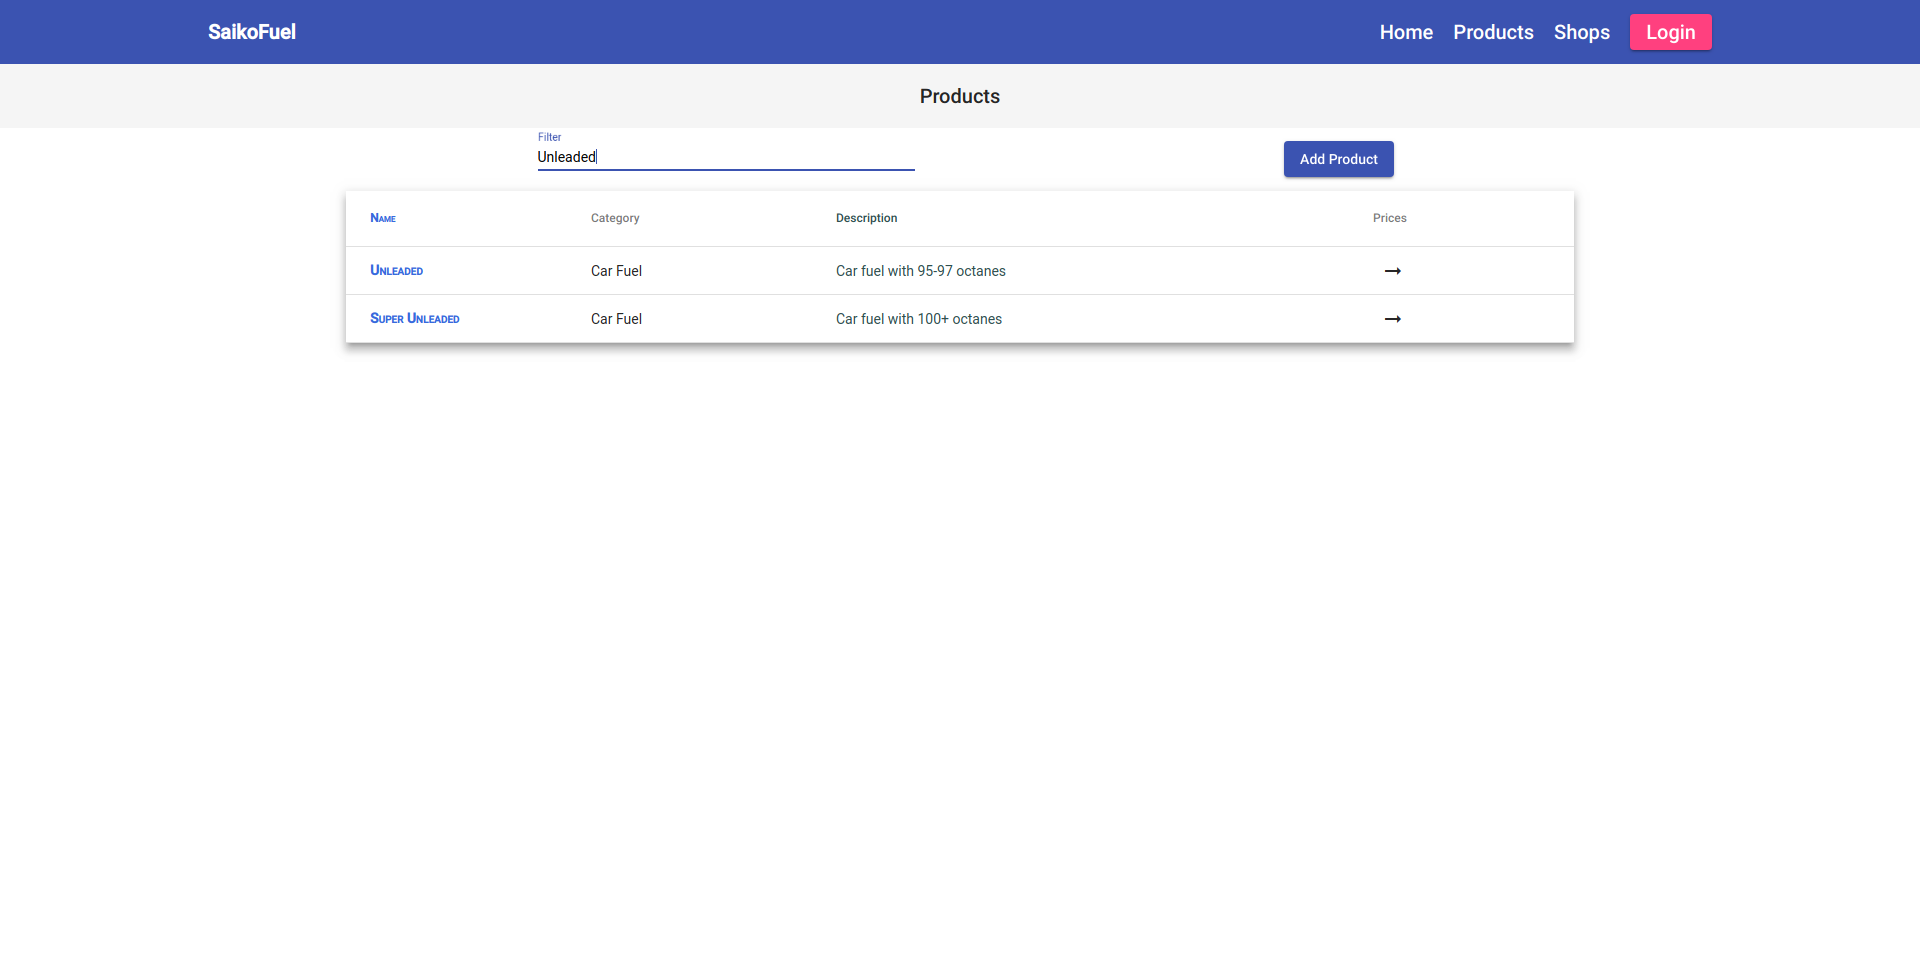 SaikoFuel Home Products Shops Login
Products
Filter
Unleaded
Add Product
Name Category Description Prices
Unleaded Car Fuel Car fuel with 95-97 octanes
Super Unleaded Car Fuel Car fuel with 100+ octanes